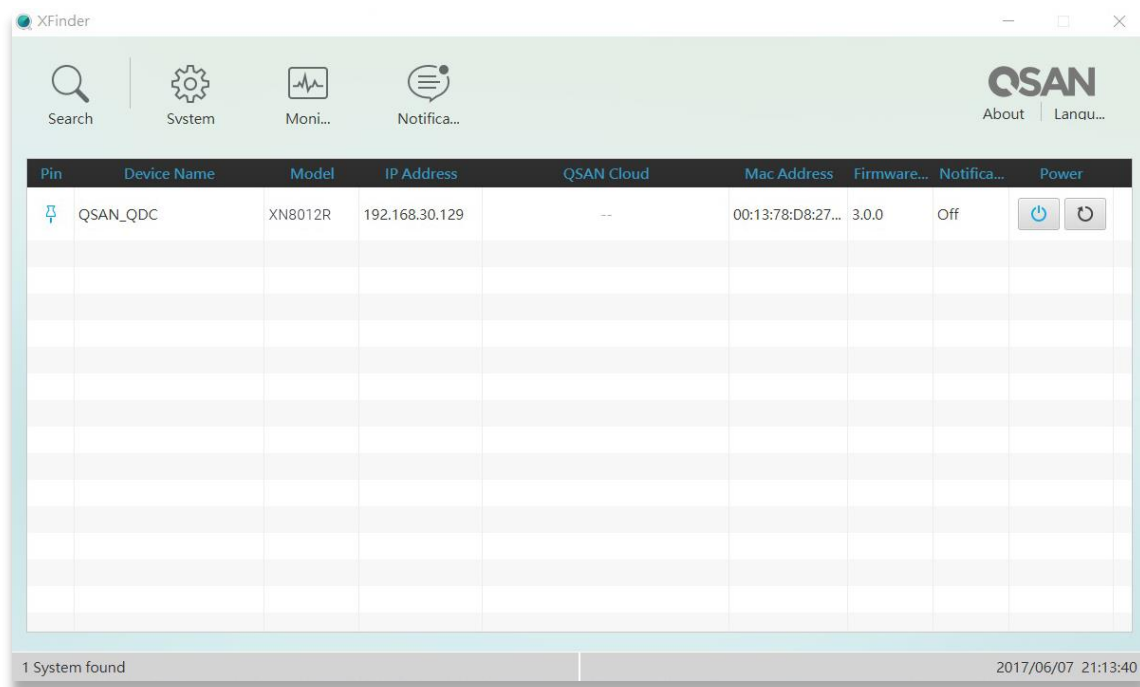 XFinder
QSAN
Search System Moni... Notifica... About Langu...
Pin Device Name Model IP Address QSAN Cloud Mac Address Firmware... Notifica... Power
QSAN_QDC XN8012R 192.168.30.129 -- 00:13:78:D8:27... 3.0.0 Off
1 System found 2017/06/07 21:13:40